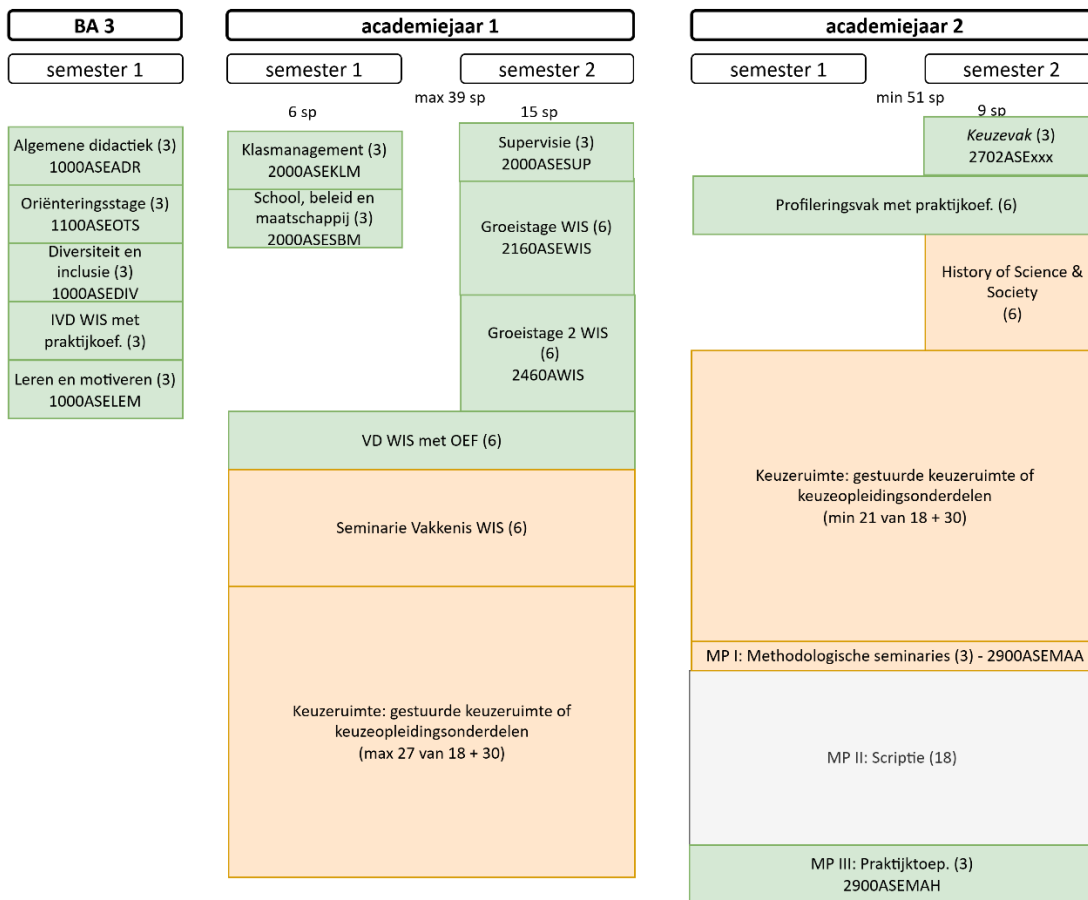 BA 3
semester 1
Algemene didactiek (3)
1000ASEADR
Oriënteringsstage (3)
1100ASEOTS
Diversiteit en
inclusie (3)
1000ASEDIV
IVD WIS met
praktijkoef. (3)
Leren en motiveren (3)
1000ASELEM
academiejaar 1
semester 1
semester 2
max 39 sp
6 sp
15 sp
Klasmanagement (3)
2000ASEKLM
School, beleid en
maatschappij (3)
2000ASESBM
Supervisie (3)
2000ASESUP
Groeistage WIS (6)
2160ASEWIS
Groeistage 2 WIS
(6)
2460AWIS
VD WIS met OEF (6)
Seminarie Vakkenis WIS (6)
Keuzeruimte: gestuurde keuzeruimte of
keuzeopleidingsonderdelen
(max 27 van 18 + 30)
academiejaar 2
semester 1
semester 2
min 51 sp
9 sp
Keuzevak (3)
2702ASExxx
Profileringsvak met praktijkoef. (6)
History of Science &
Society
(6)
Keuzeruimte: gestuurde keuzeruimte of
keuzeopleidingsonderdelen
(min 21 van 18 + 30)
MP I: Methodologische seminaries (3) - 2900ASEMAA
MP II: Scriptie (18)
MP III: Praktijktoep. (3)
2900ASEMAH